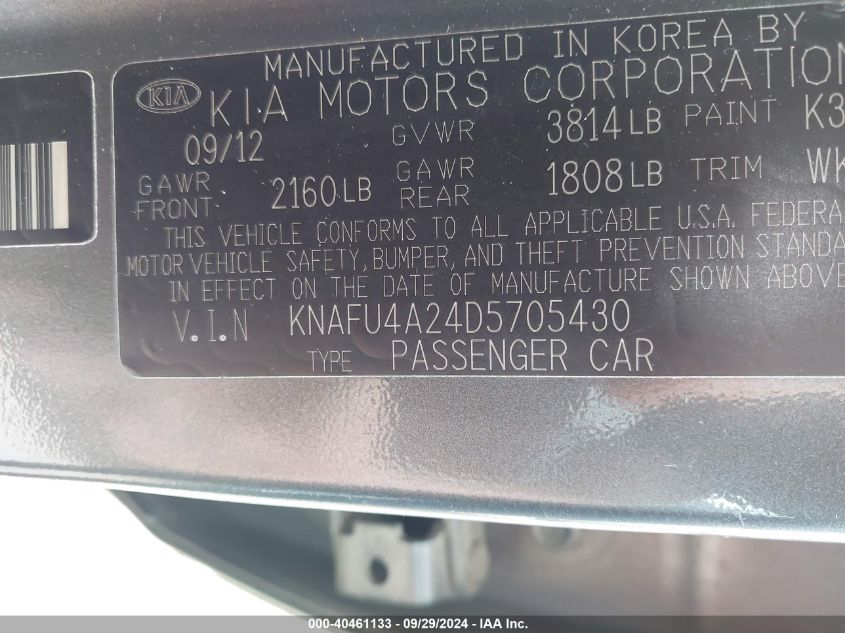 MANUFACTURED IN KOREA BY
KIA KIA MOTORS CORPORATION
09/12 GVWR 3814LB PAINT K3
GAWR FRONT 2160LB GAWR REAR 1808LB TRIM WK
THIS VEHICLE CONFORMS TO ALL APPLICABLE U.S.A. FEDERA
MOTOR VEHICLE SAFETY, BUMPER, AND THEFT PREVENTION STANDA
IN EFFECT ON THE DATE OF MANUFACTURE SHOWN ABOVE
V.I.N KNAFU4A24D5705430
TYPE PASSENGER CAR
000-40461133 - 09/29/2024 - IAA Inc.